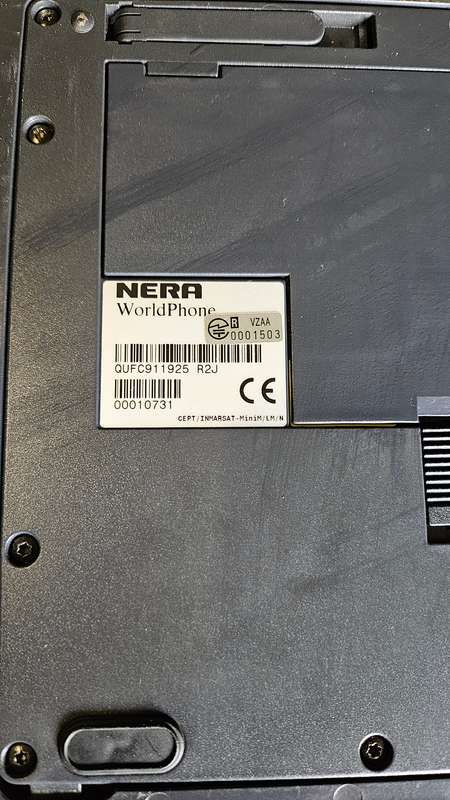 NERA
WorldPhone
R VZAA
0001503
QUFC911925 R2J
00010731
CE
CEPT/INMARSAT-MiniM/LM/N